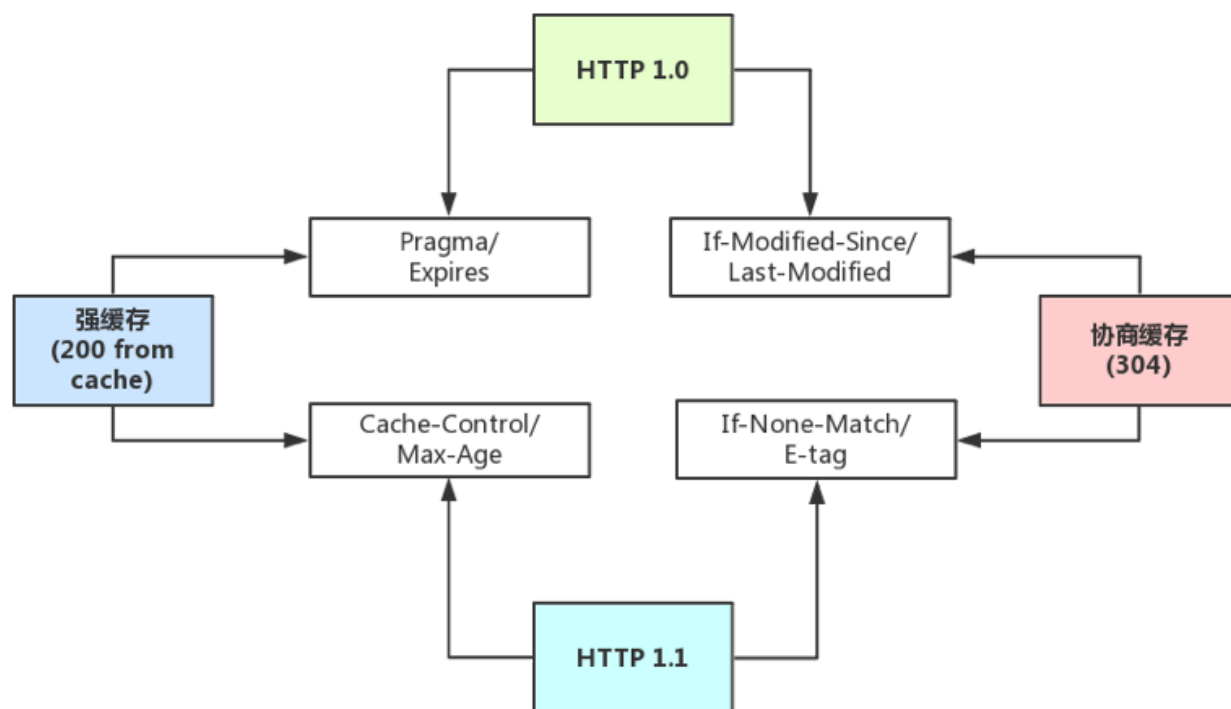 HTTP 1.0
Pragma/
Expires
If-Modified-Since/
Last-Modified
强缓存
(200 from
cache)
协商缓存
(304)
Cache-Control/
Max-Age
If-None-Match/
E-tag
HTTP 1.1